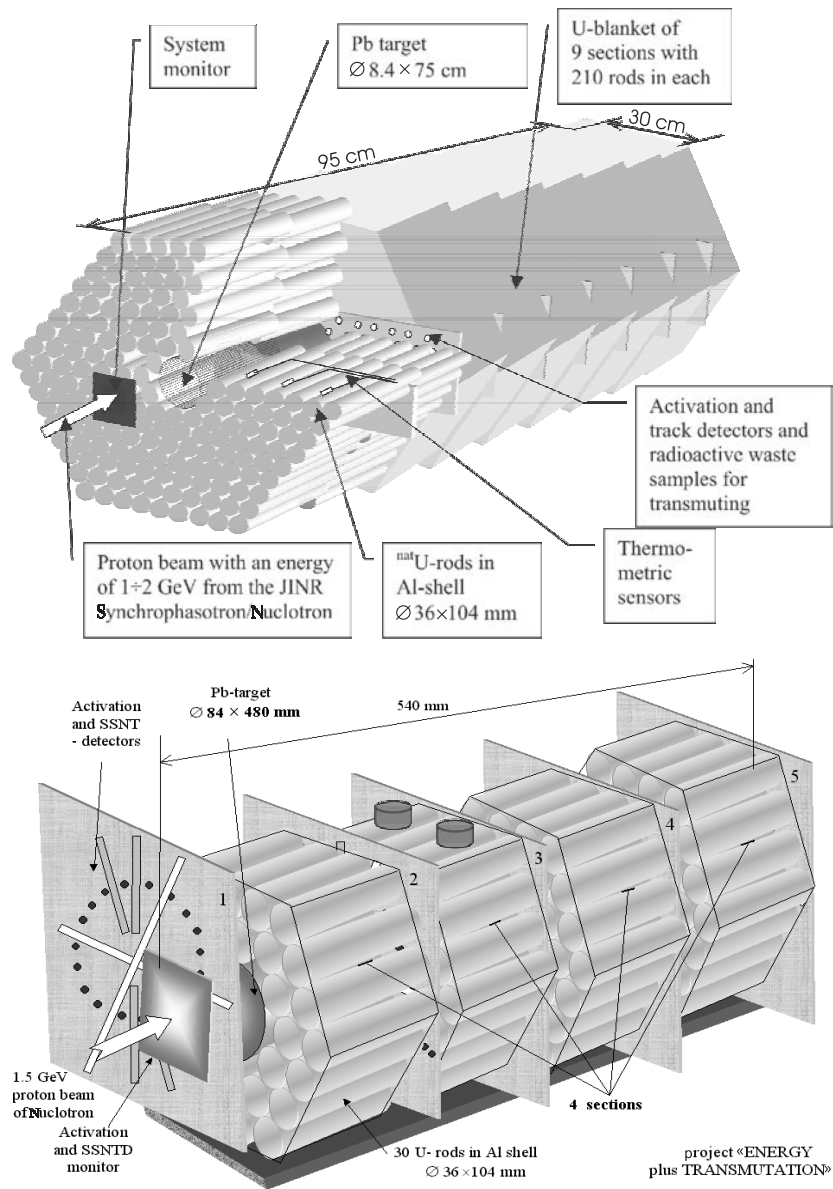 System
monitor
Pb target
∅ 8.4 × 75 cm
U-blanket of
9 sections with
210 rods in each
95 cm
30 cm
Activation and
track detectors and
radioactive waste
samples for
transmuting
Proton beam with an energy
of 1÷2 GeV from the JINR
Synchrophasotron/Nuclotron
natU-rods in
Al-shell
∅ 36×104 mm
Thermo-
metric
sensors
Activation
and SSNT
- detectors
Pb-target
∅ 84 × 480 mm
540 mm
1
2
3
4
5
1.5 GeV
proton beam
of Nuclotron
Activation
and SSNTD
monitor
4 sections
30 U- rods in Al shell
∅ 36 ×104 mm
project «ENERGY
plus TRANSMUTATION»